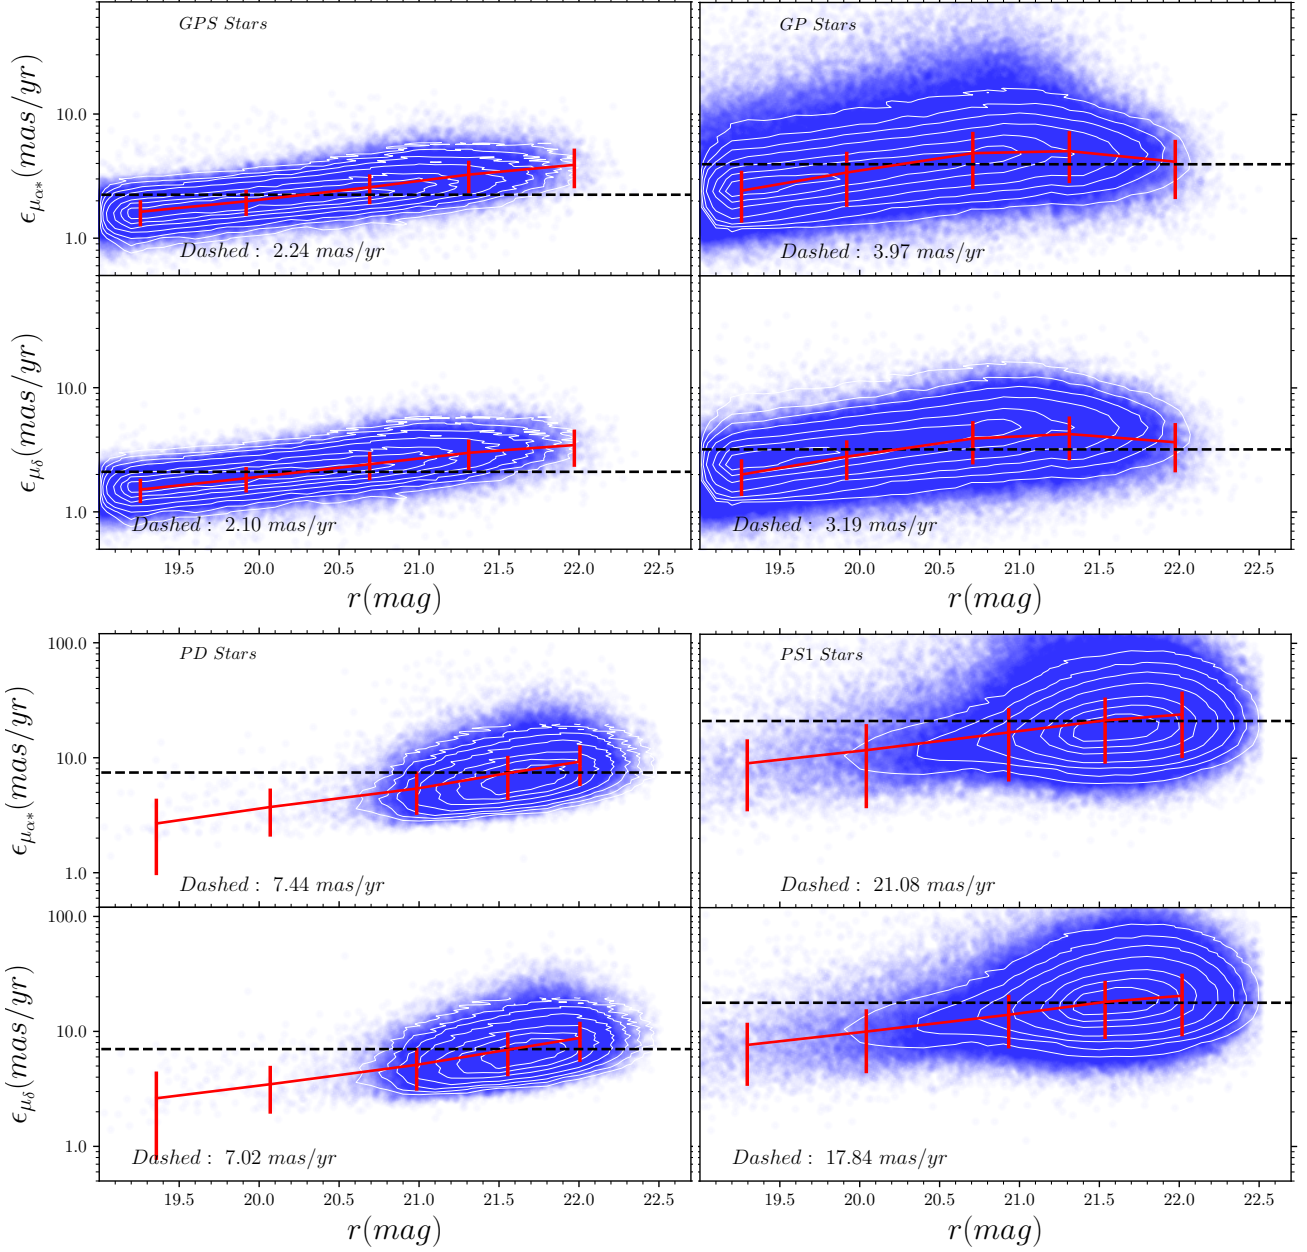 GPS Stars
GP Stars
10.0
1.0
ϵ_{μ_{α*}}(mas/yr)
Dashed : 2.24 mas/yr
Dashed : 3.97 mas/yr
10.0
1.0
ϵ_{μ_δ}(mas/yr)
Dashed : 2.10 mas/yr
Dashed : 3.19 mas/yr
19.5 20.0 20.5 21.0 21.5 22.0 22.5
19.5 20.0 20.5 21.0 21.5 22.0 22.5
r(mag)
r(mag)
PD Stars
PS1 Stars
100.0
10.0
1.0
ϵ_{μ_{α*}}(mas/yr)
Dashed : 7.44 mas/yr
Dashed : 21.08 mas/yr
100.0
10.0
1.0
ϵ_{μ_δ}(mas/yr)
Dashed : 7.02 mas/yr
Dashed : 17.84 mas/yr
19.5 20.0 20.5 21.0 21.5 22.0 22.5
19.5 20.0 20.5 21.0 21.5 22.0 22.5
r(mag)
r(mag)